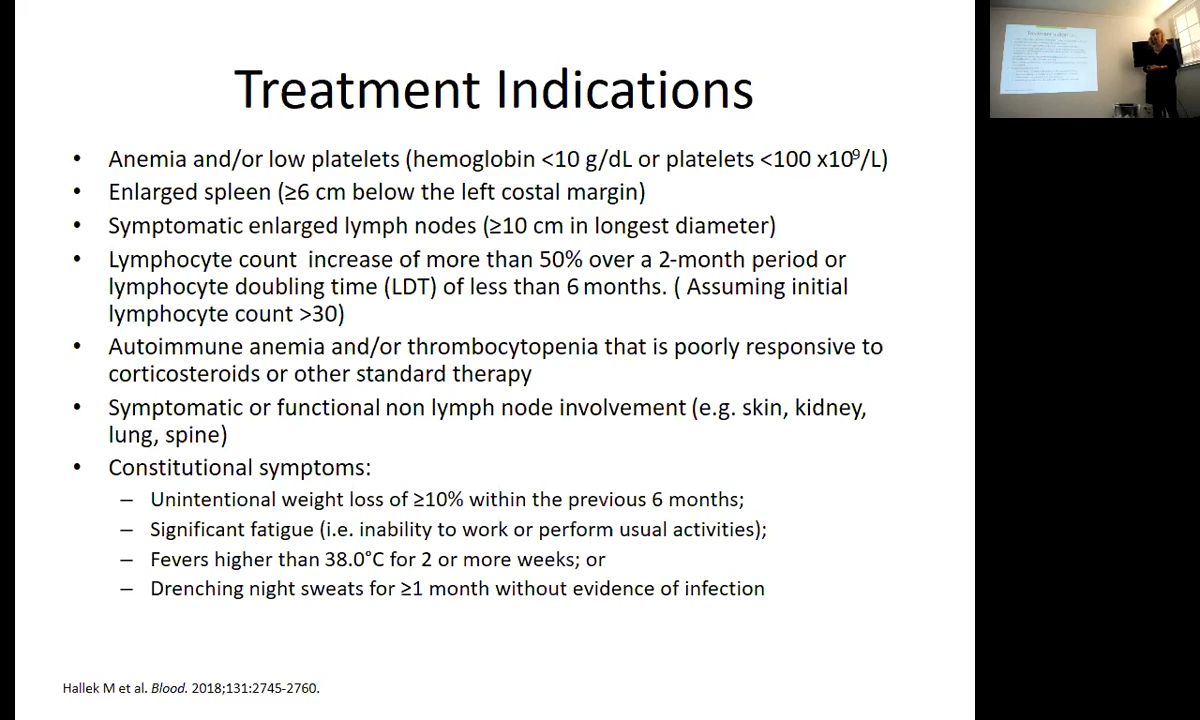 Treatment Indications
• Anemia and/or low platelets (hemoglobin <10 g/dL or platelets <100 x10⁹/L)
• Enlarged spleen (≥6 cm below the left costal margin)
• Symptomatic enlarged lymph nodes (≥10 cm in longest diameter)
• Lymphocyte count  increase of more than 50% over a 2-month period or
lymphocyte doubling time (LDT) of less than 6 months. ( Assuming initial
lymphocyte count >30)
• Autoimmune anemia and/or thrombocytopenia that is poorly responsive to
corticosteroids or other standard therapy
• Symptomatic or functional non lymph node involvement (e.g. skin, kidney,
lung, spine)
• Constitutional symptoms:
– Unintentional weight loss of ≥10% within the previous 6 months;
– Significant fatigue (i.e. inability to work or perform usual activities);
– Fevers higher than 38.0°C for 2 or more weeks; or
– Drenching night sweats for ≥1 month without evidence of infection
Hallek M et al. Blood. 2018;131:2745-2760.